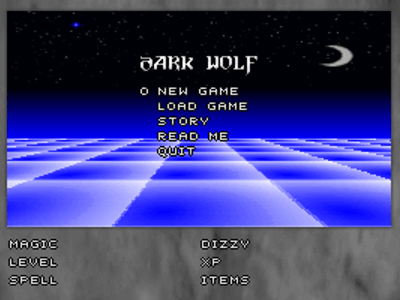 DARK WOLF
O NEW GAME
LOAD GAME
STORY
READ ME
QUIT
MAGIC
DIZZY
LEVEL
XP
SPELL
ITEMS